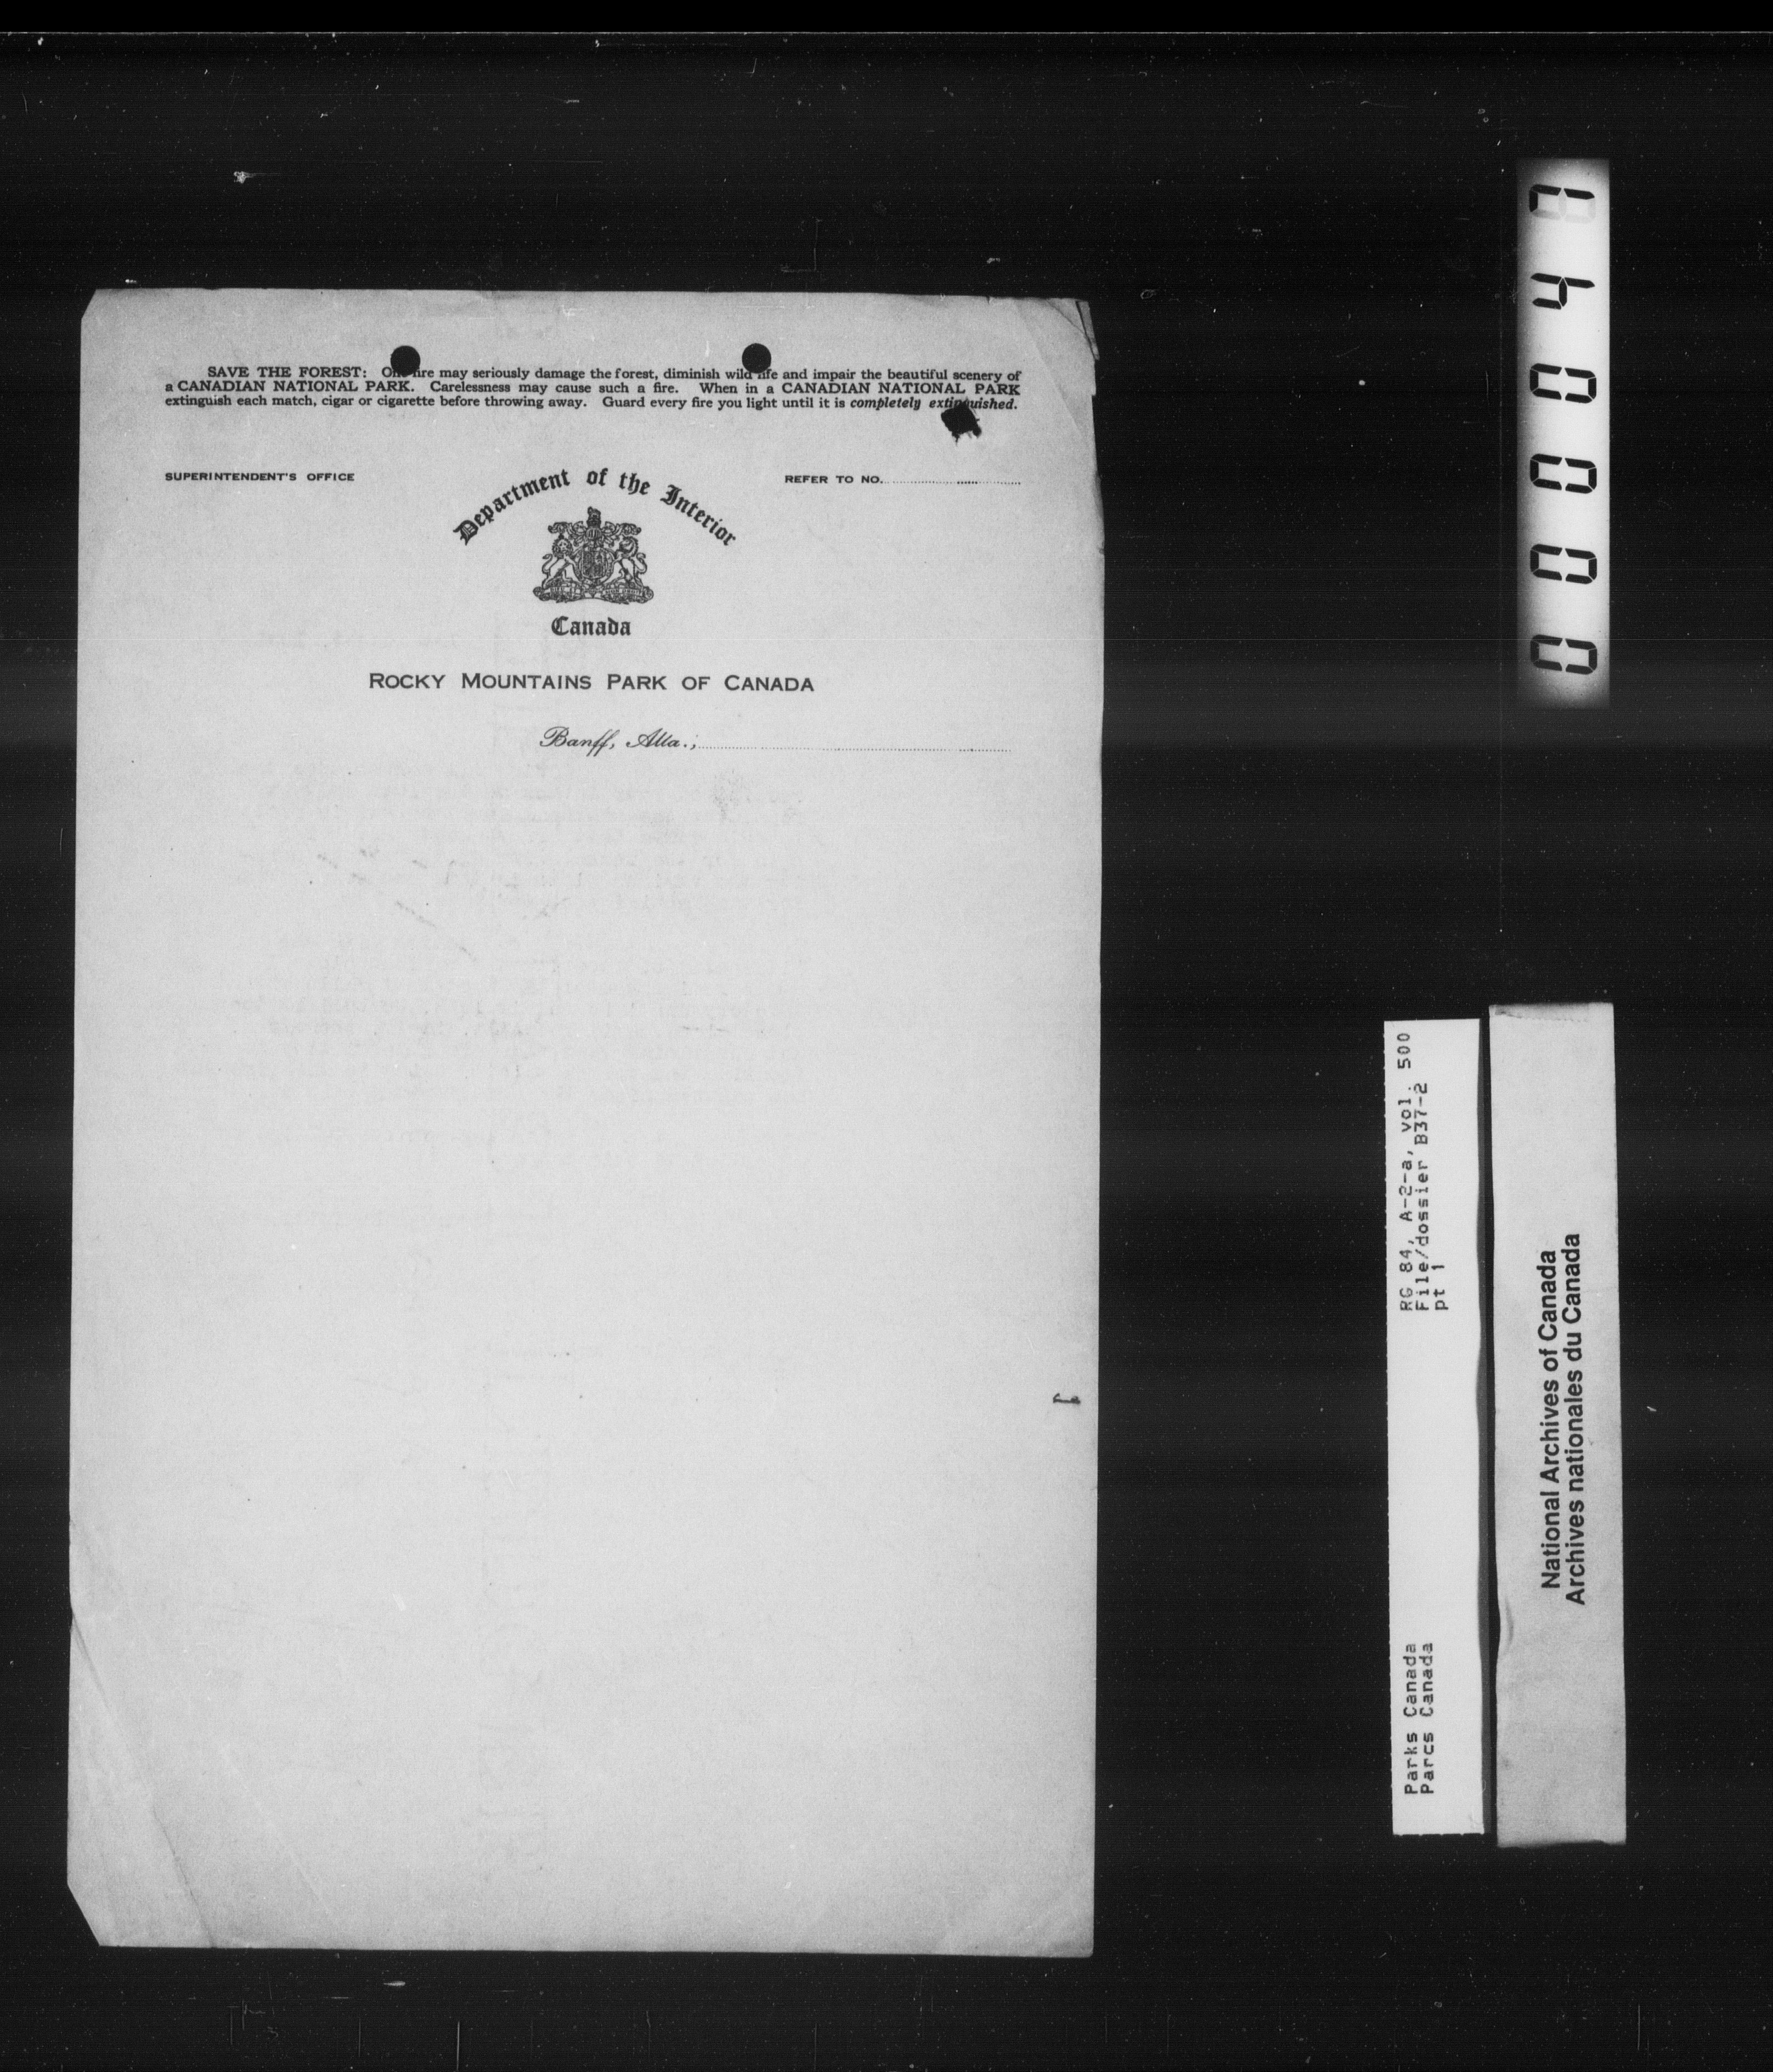 SAVE THE FOREST: One fire may seriously damage the forest, diminish wild life and impair the beautiful scenery of
a CANADIAN NATIONAL PARK. Carelessness may cause such a fire. When in a CANADIAN NATIONAL PARK
extinguish each match, cigar or cigarette before throwing away. Guard every fire you light until it is completely extinguished.
SUPERINTENDENT'S OFFICE
REFER TO NO.
Department of the Interior
Canada
ROCKY MOUNTAINS PARK OF CANADA
Banff, Alta.,
000047
RG 84, A-2-a, vol. 500
File/dossier B37-2
pt 1
Parks Canada
Parcs Canada
National Archives of Canada
Archives nationales du Canada